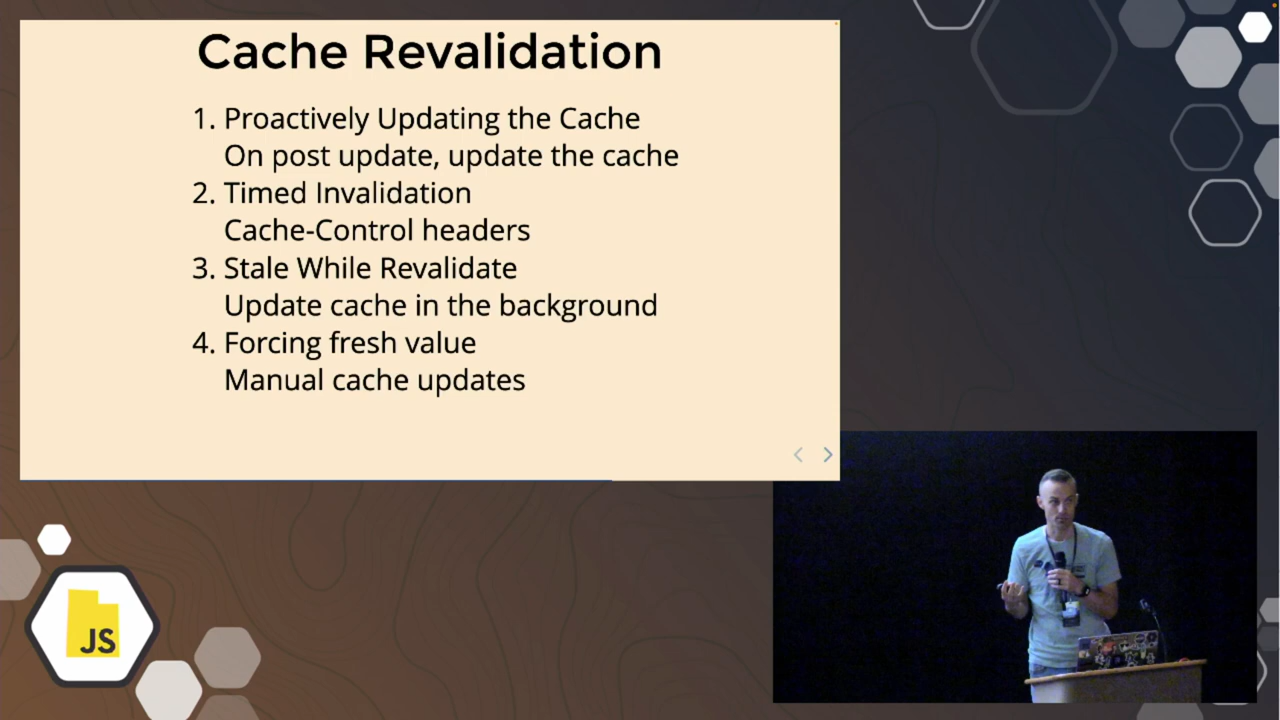 Cache Revalidation
1. Proactively Updating the Cache
On post update, update the cache
2. Timed Invalidation
Cache-Control headers
3. Stale While Revalidate
Update cache in the background
4. Forcing fresh value
Manual cache updates
JS